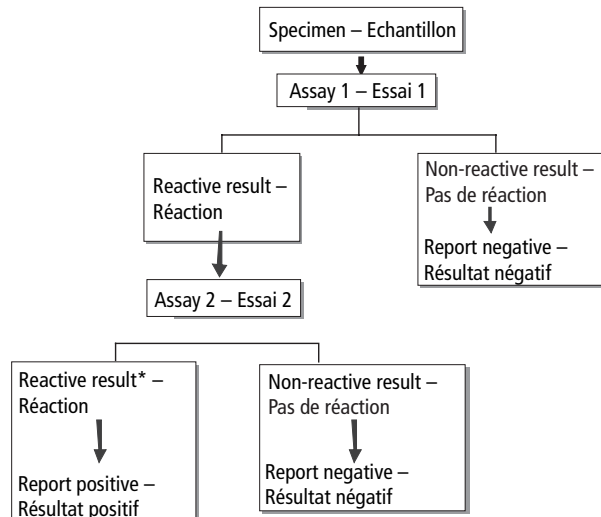 Specimen – Echantillon
Assay 1 – Essai 1
Reactive result –
Réaction
Non-reactive result –
Pas de réaction
Report negative –
Résultat négatif
Assay 2 – Essai 2
Reactive result* –
Réaction
Report positive –
Résultat positif
Non-reactive result –
Pas de réaction
Report negative –
Résultat négatif